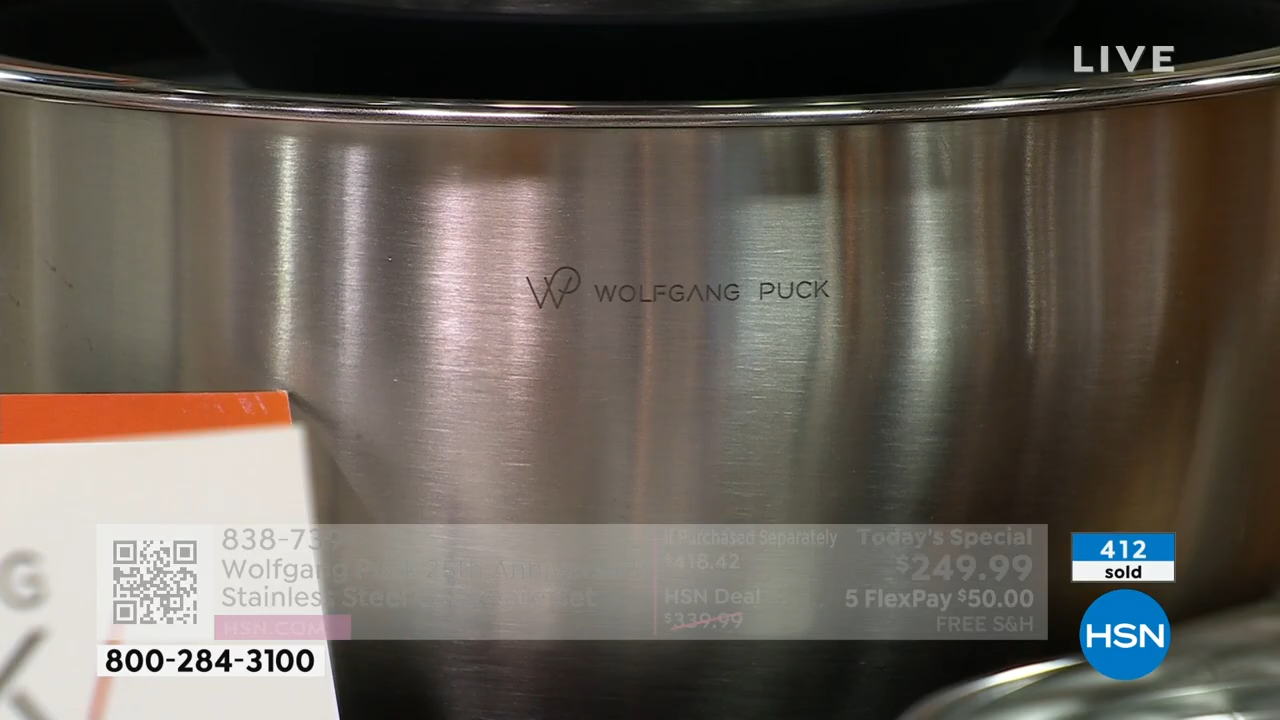 LIVE
WP WOLFGANG PUCK
838-73
Wolfgang
Stainless Steel
HSN.COM
If Purchased Separately
$418.42
HSN Deal
$339.99
Today's Special
$249.99
5 FlexPay $50.00
FREE S&H
800-284-3100
412
sold
HSN
G
K